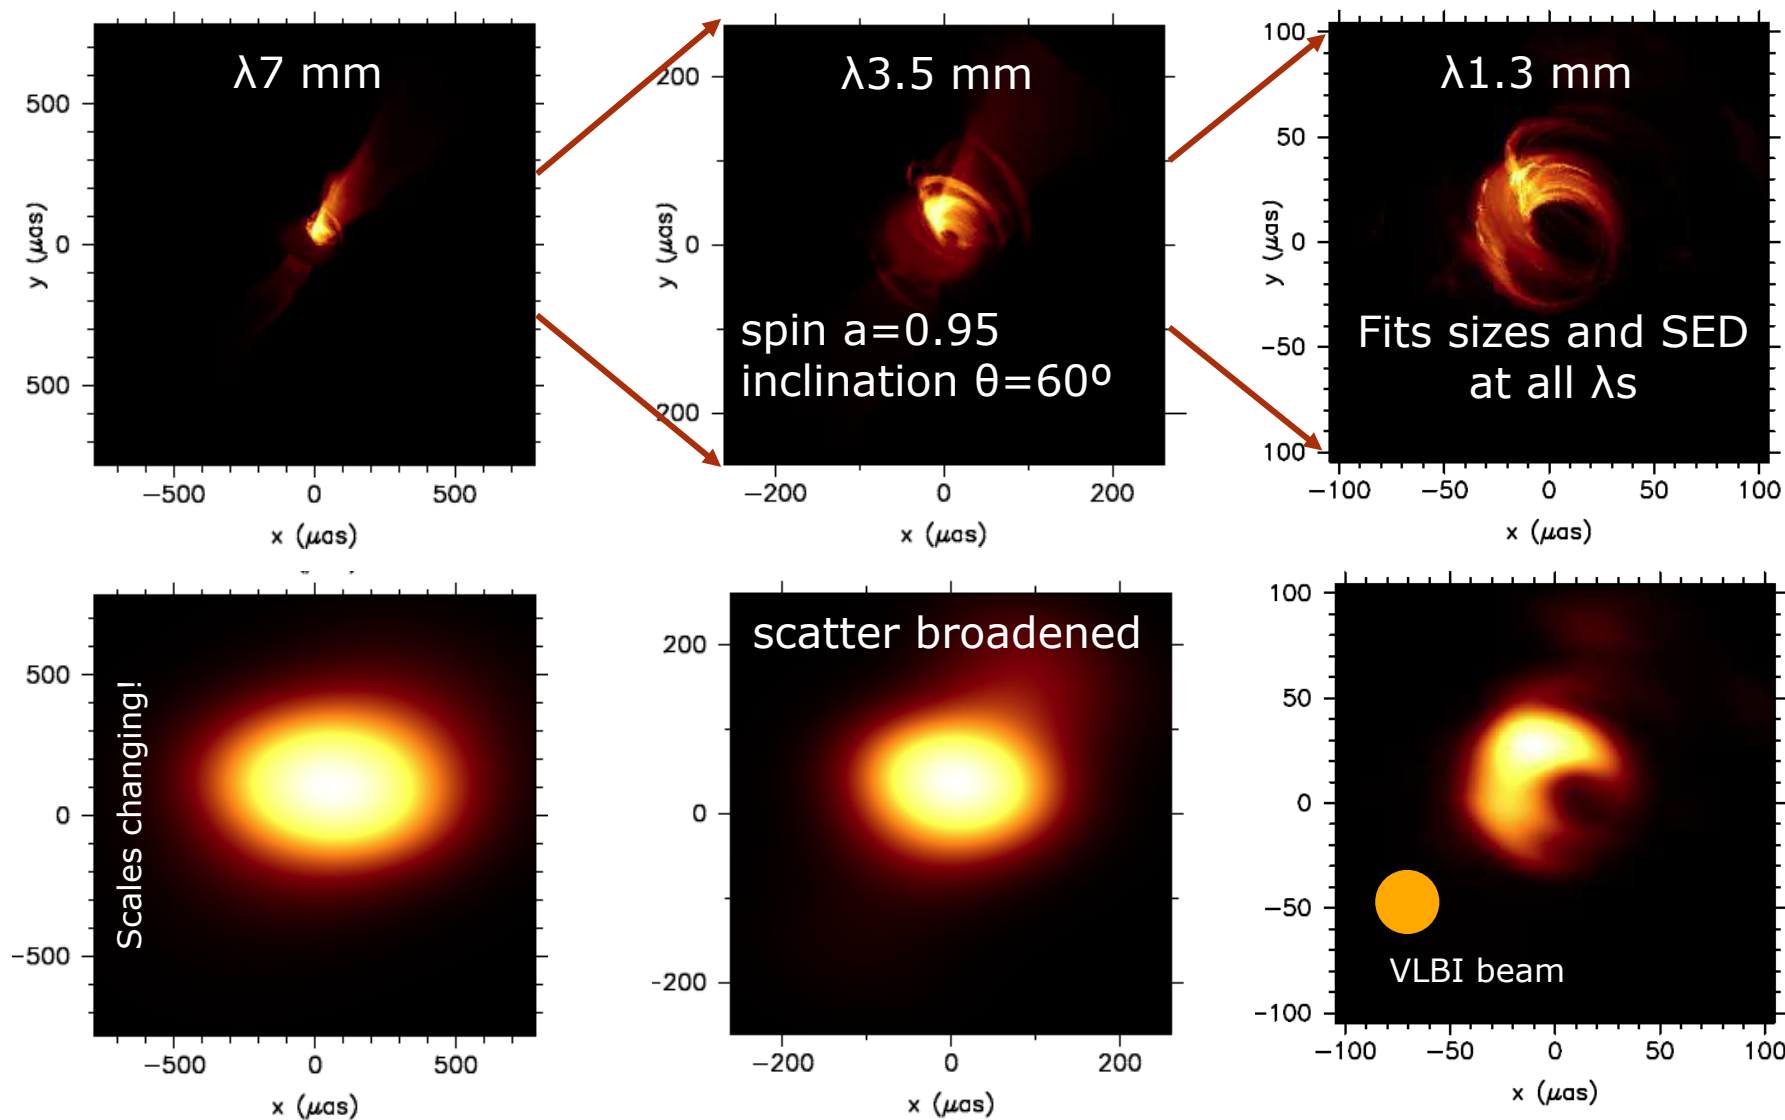 λ7 mm
500
0
500
y (μas)
−500 0 500
x (μas)
λ3.5 mm
200
0
200
y (μas)
spin a=0.95
inclination θ=60º
−200 0 200
x (μas)
λ1.3 mm
100
50
0
−50
100
y (μas)
Fits sizes and SED
at all λs
−100 −50 0 50 100
x (μas)
Scales changing!
500
0
−500
−500 0 500
x (μas)
scatter broadened
200
0
-200
−200 0 200
x (μas)
100
50
0
−50
−100
VLBI beam
−100 −50 0 50 100
x (μas)